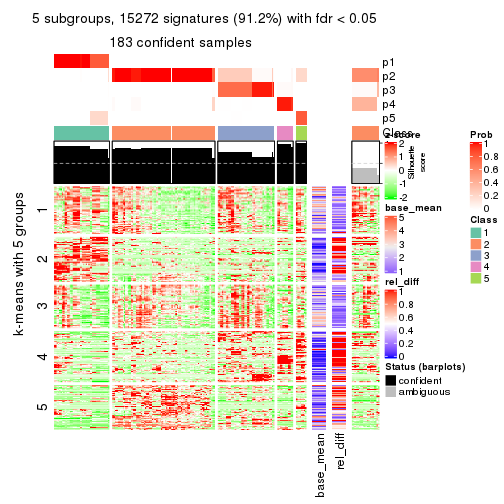 5 subgroups, 15272 signatures (91.2%) with fdr < 0.05
183 confident samples
p1
p2
p3
p4
p5
Class
Silhouette
score
k-means with 5 groups
1
2
3
4
5
base_mean
rel_diff
z-score
2
1
0
-1
-2
base_mean
5
4
3
2
1
rel_diff
1
0.8
0.6
0.4
0.2
0
Status (barplots)
confident
ambiguous
Prob
1
0.8
0.6
0.4
0.2
0
Class
1
2
3
4
5